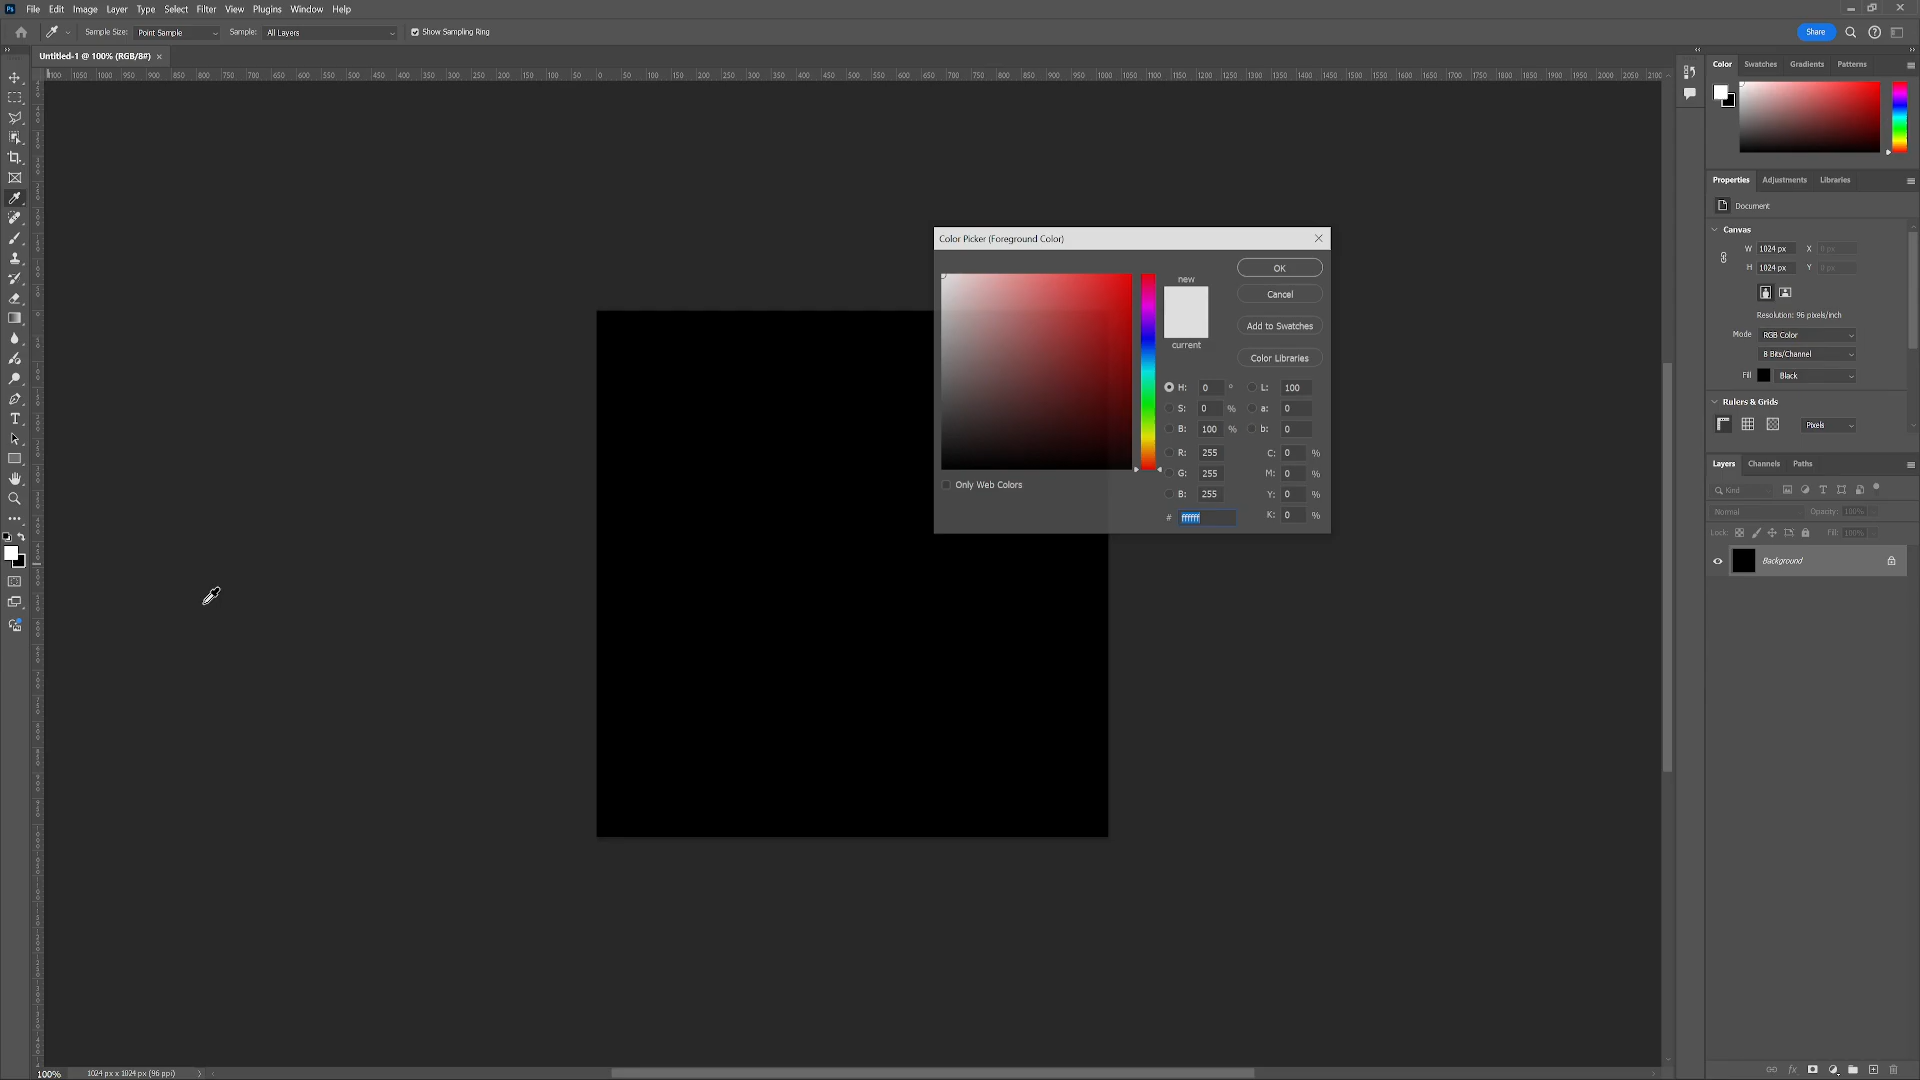 Ps File Edit Image Layer Type Select Filter View Plugins Window Help
Sample Size: Point Sample Sample: All Layers Show Sampling Ring Share
Untitled-1 @ 100% (RGB/8#)
Color Swatches Gradients Patterns
Color Picker (Foreground Color)
new
current
OK
Cancel
Add to Swatches
Color Libraries
H: 0 ° L: 100
S: 0 % a: 0
B: 100 % b: 0
R: 255 C: 0 %
G: 255 M: 0 %
B: 255 Y: 0 %
# ffffff K: 0 %
Only Web Colors
Properties Adjustments Libraries
Document
Canvas
W 1024 px X 0 px
H 1024 px Y 0 px
Resolution: 96 pixels/inch
Mode RGB Color
8 Bits/Channel
Fill Black
Rulers & Grids
Pixels
Layers Channels Paths
Kind
Normal Opacity: 100%
Lock: Fill: 100%
Background
fx
100% 1024 px x 1024 px (96 ppi)